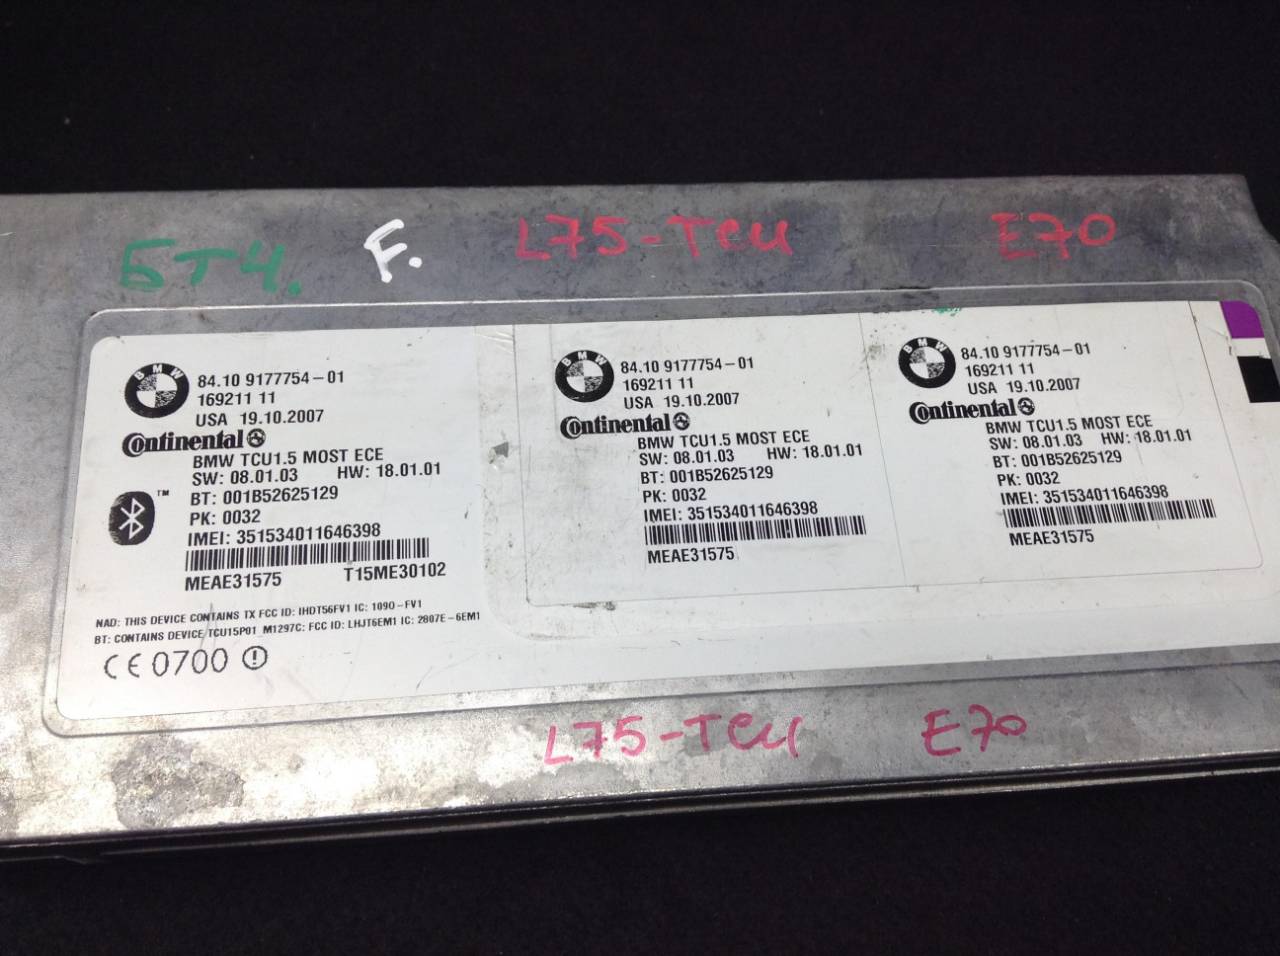 БТ4. F. L75-TCU E70
BMW
84.10 9177754-01
169211 11
USA 19.10.2007
Continental
BMW TCU1.5 MOST ECE
SW: 08.01.03 HW: 18.01.01
BT: 001B52625129
PK: 0032
IMEI: 351534011646398
MEAE31575 T15ME30102
TM
NAD: THIS DEVICE CONTAINS TX FCC ID: IHDT56FV1 IC: 1090-FV1
BT: CONTAINS DEVICE TCU15P01_M1297C: FCC ID: LHJT6EM1 IC: 2807E-6EM1
CE 0700
BMW
84.10 9177754-01
169211 11
USA 19.10.2007
Continental
BMW TCU1.5 MOST ECE
SW: 08.01.03 HW: 18.01.01
BT: 001B52625129
PK: 0032
IMEI: 351534011646398
MEAE31575
BMW
84.10 9177754-01
169211 11
USA 19.10.2007
Continental
BMW TCU1.5 MOST ECE
SW: 08.01.03 HW: 18.01.01
BT: 001B52625129
PK: 0032
IMEI: 351534011646398
MEAE31575
L75-TCU E70